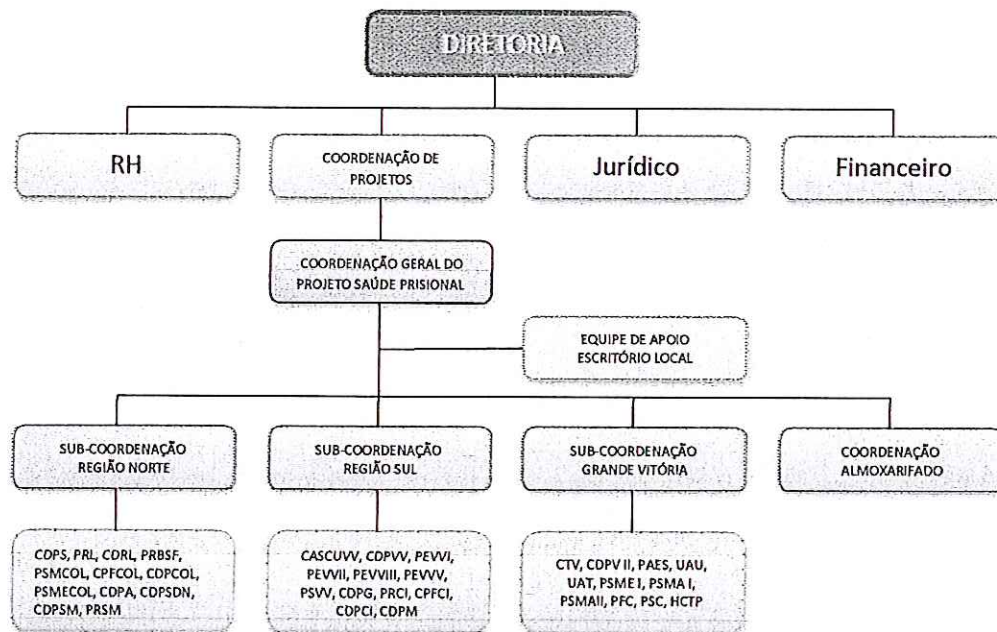 DIRETORIA
RH
COORDENAÇÃO DE
PROJETOS
Jurídico
Financeiro
COORDENAÇÃO GERAL DO
PROJETO SAÚDE PRISIONAL
EQUIPE DE APOIO
ESCRITÓRIO LOCAL
SUB-COORDENAÇÃO
REGIÃO NORTE
SUB-COORDENAÇÃO
REGIÃO SUL
SUB-COORDENAÇÃO
GRANDE VITÓRIA
COORDENAÇÃO
ALMOXARIFADO
CDPS, PRL, CDRL, PRBSF,
PSMCOL, CPFCOL, CDPCOL,
PSMECOL, CDPA, CDPSDN,
CDPSM, PRSM
CASCUVV, CDPVV, PEVVI,
PEVVII, PEVVIII, PEVVV,
PSVV, CDPG, PRCI, CPFCI,
CDPCI, CDPM
CTV, CDPV II, PAES, UAU,
UAT, PSME I, PSMA I,
PSMAII, PFC, PSC, HCTP